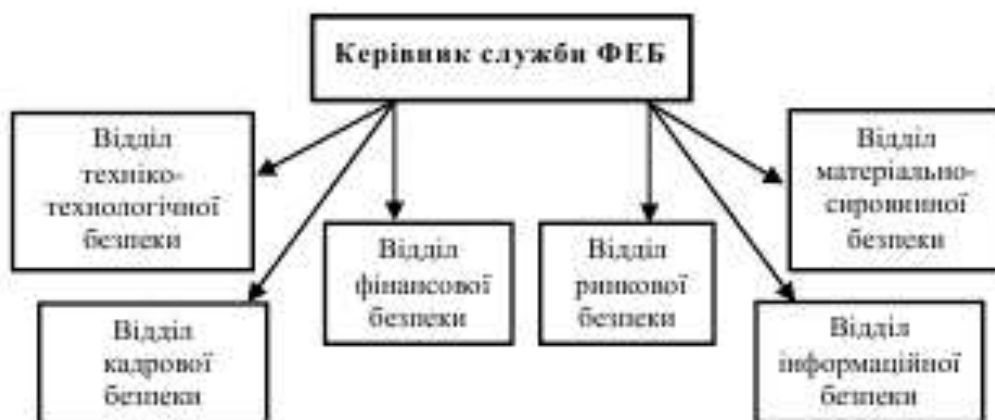 Керівник служби ФЕБ
Відділ
техніко-
технологічної
безпеки
Відділ
матеріально-
сировинної
безпеки
Відділ
фінансової
безпеки
Відділ
ринкової
безпеки
Відділ
кадрової
безпеки
Відділ
інформаційної
безпеки